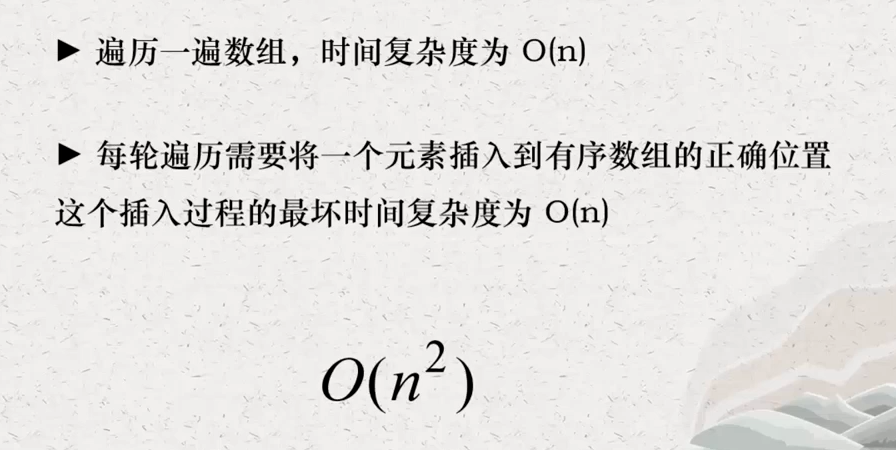 ▶ 遍历一遍数组，时间复杂度为 O(n)
▶ 每轮遍历需要将一个元素插入到有序数组的正确位置
这个插入过程的最坏时间复杂度为 O(n)
O(n²)